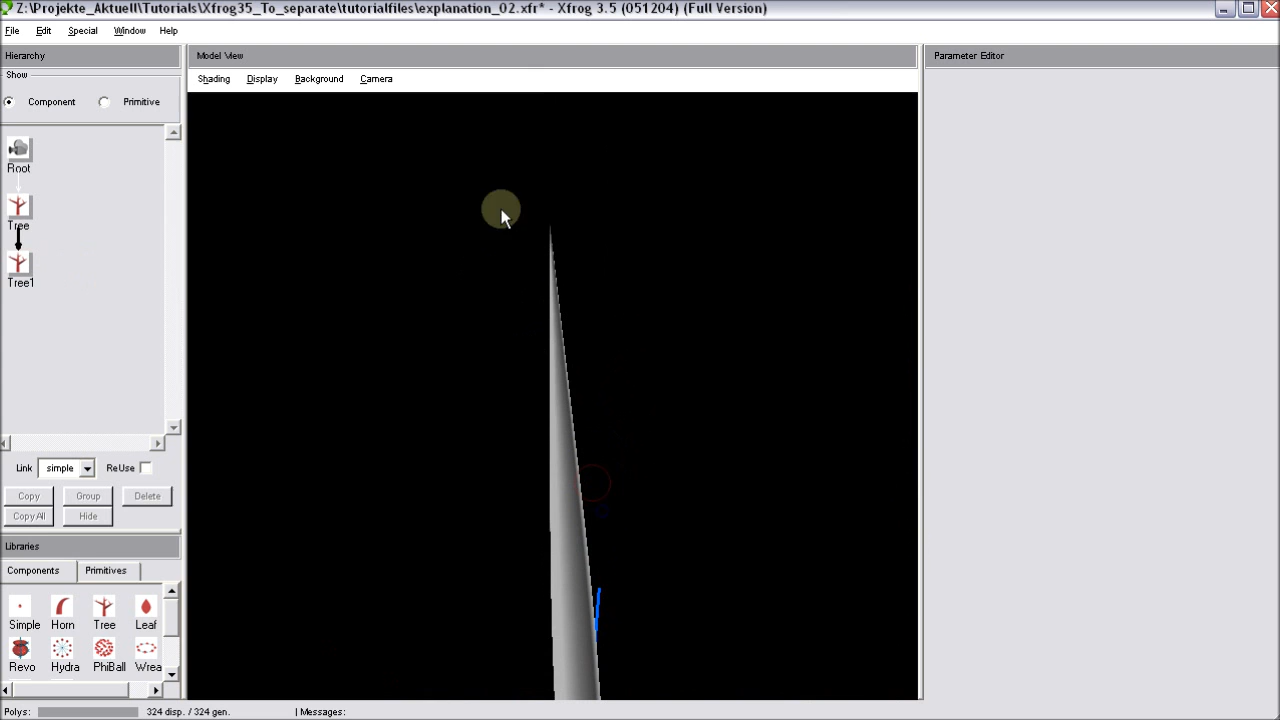 Z:\Projekte_Aktuell\Tutorials\Xfrog35_To_separate\tutorialfiles\explanation_02.xfr* - Xfrog 3.5 (051204) (Full Version)
File Edit Special Window Help
Hierarchy
Show
Component Primitive
Root
Tree
Tree1
Link simple ReUse
Copy Group Delete
Copy All Hide
Libraries
Components Primitives
Simple Horn Tree Leaf
Revo Hydra PhiBall Wrea
Model View
Shading Display Background Camera
Parameter Editor
Polys: 324 disp. / 324 gen. | Messages: